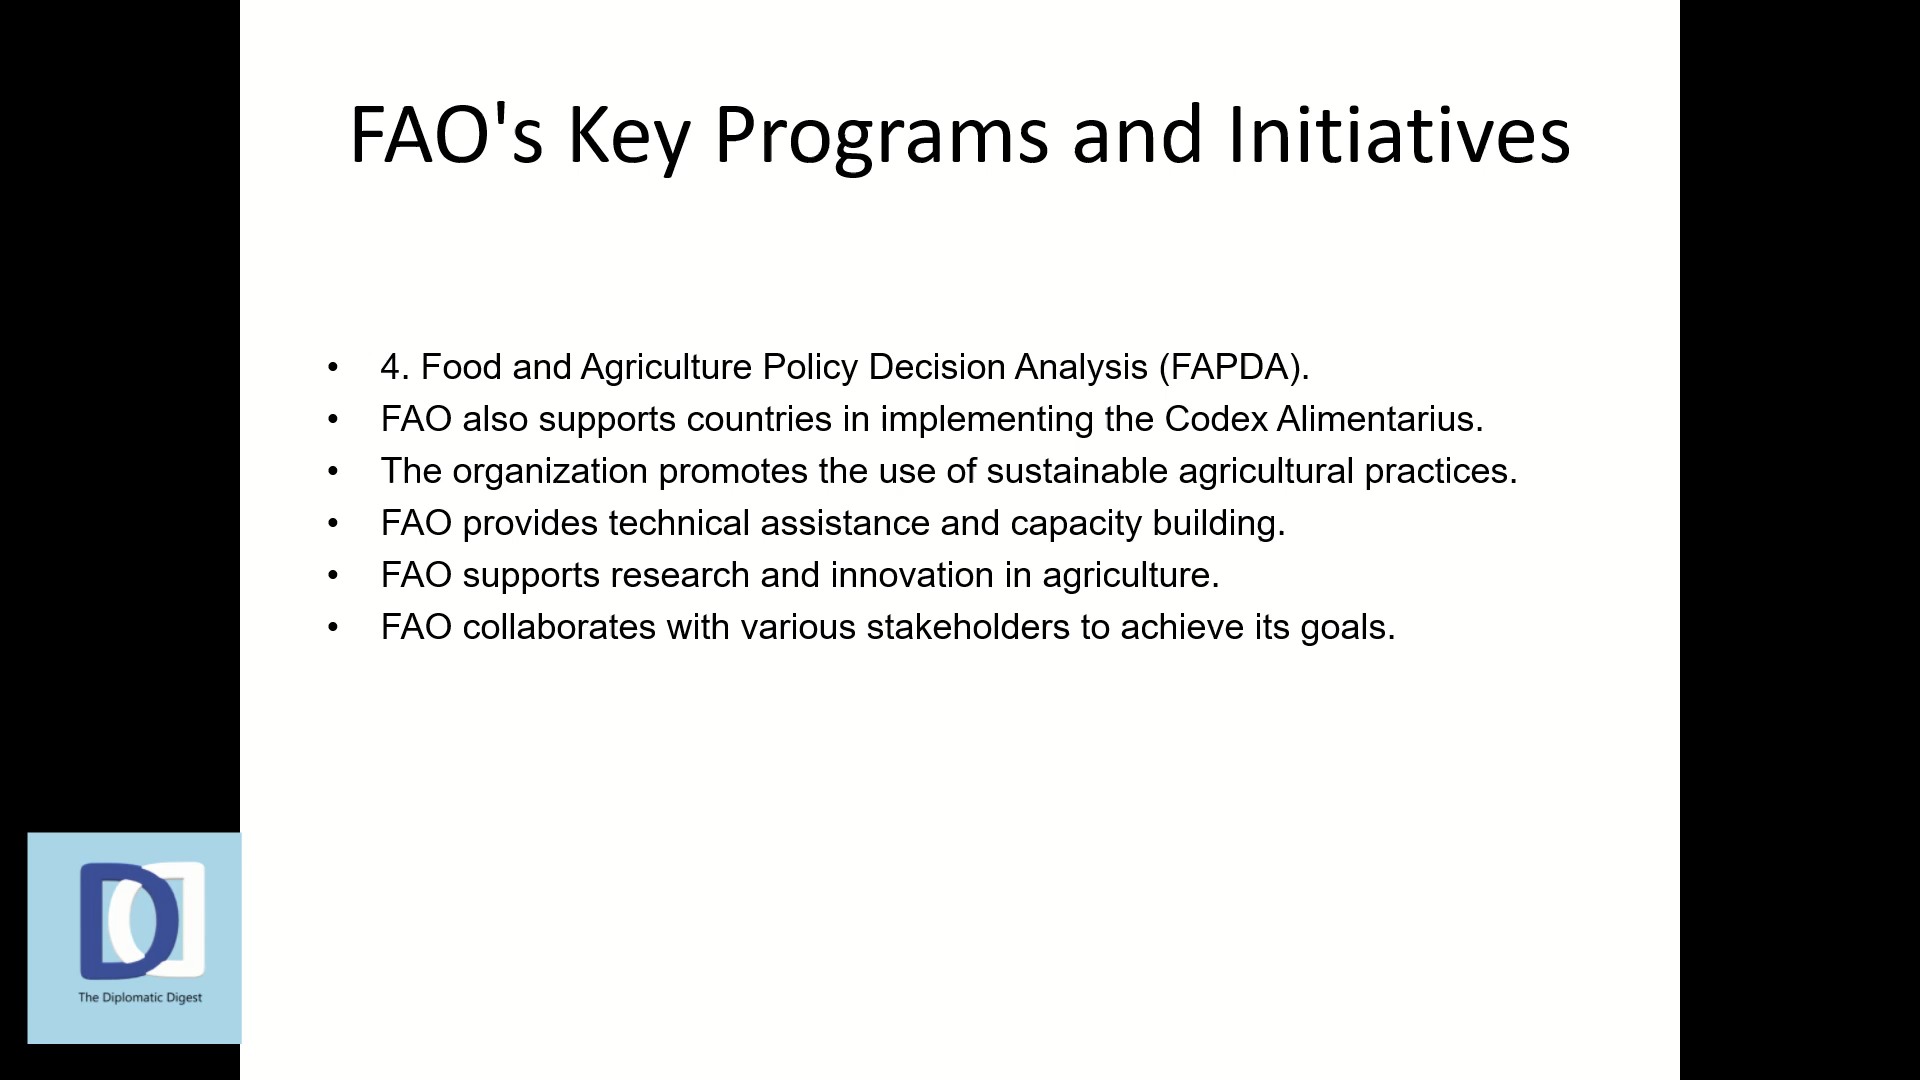 FAO's Key Programs and Initiatives
• 4. Food and Agriculture Policy Decision Analysis (FAPDA).
• FAO also supports countries in implementing the Codex Alimentarius.
• The organization promotes the use of sustainable agricultural practices.
• FAO provides technical assistance and capacity building.
• FAO supports research and innovation in agriculture.
• FAO collaborates with various stakeholders to achieve its goals.
DD
The Diplomatic Digest